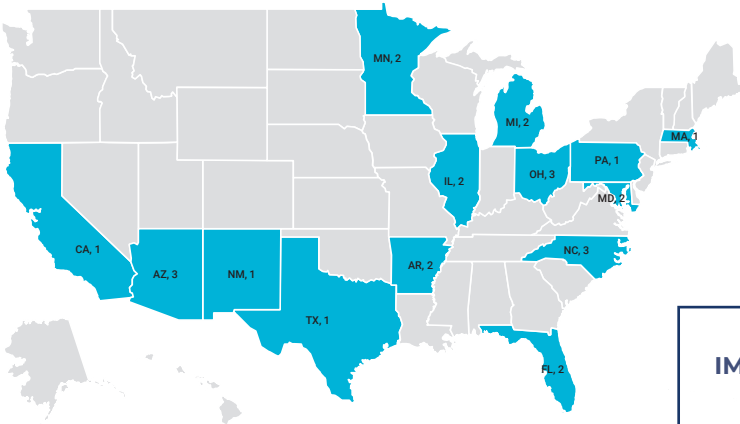 MN, 2
MI, 2
MA, 1
PA, 1
OH, 3
IL, 2
MD, 2
CA, 1
AZ, 3
NM, 1
AR, 2
NC, 3
TX, 1
FL, 2
IM